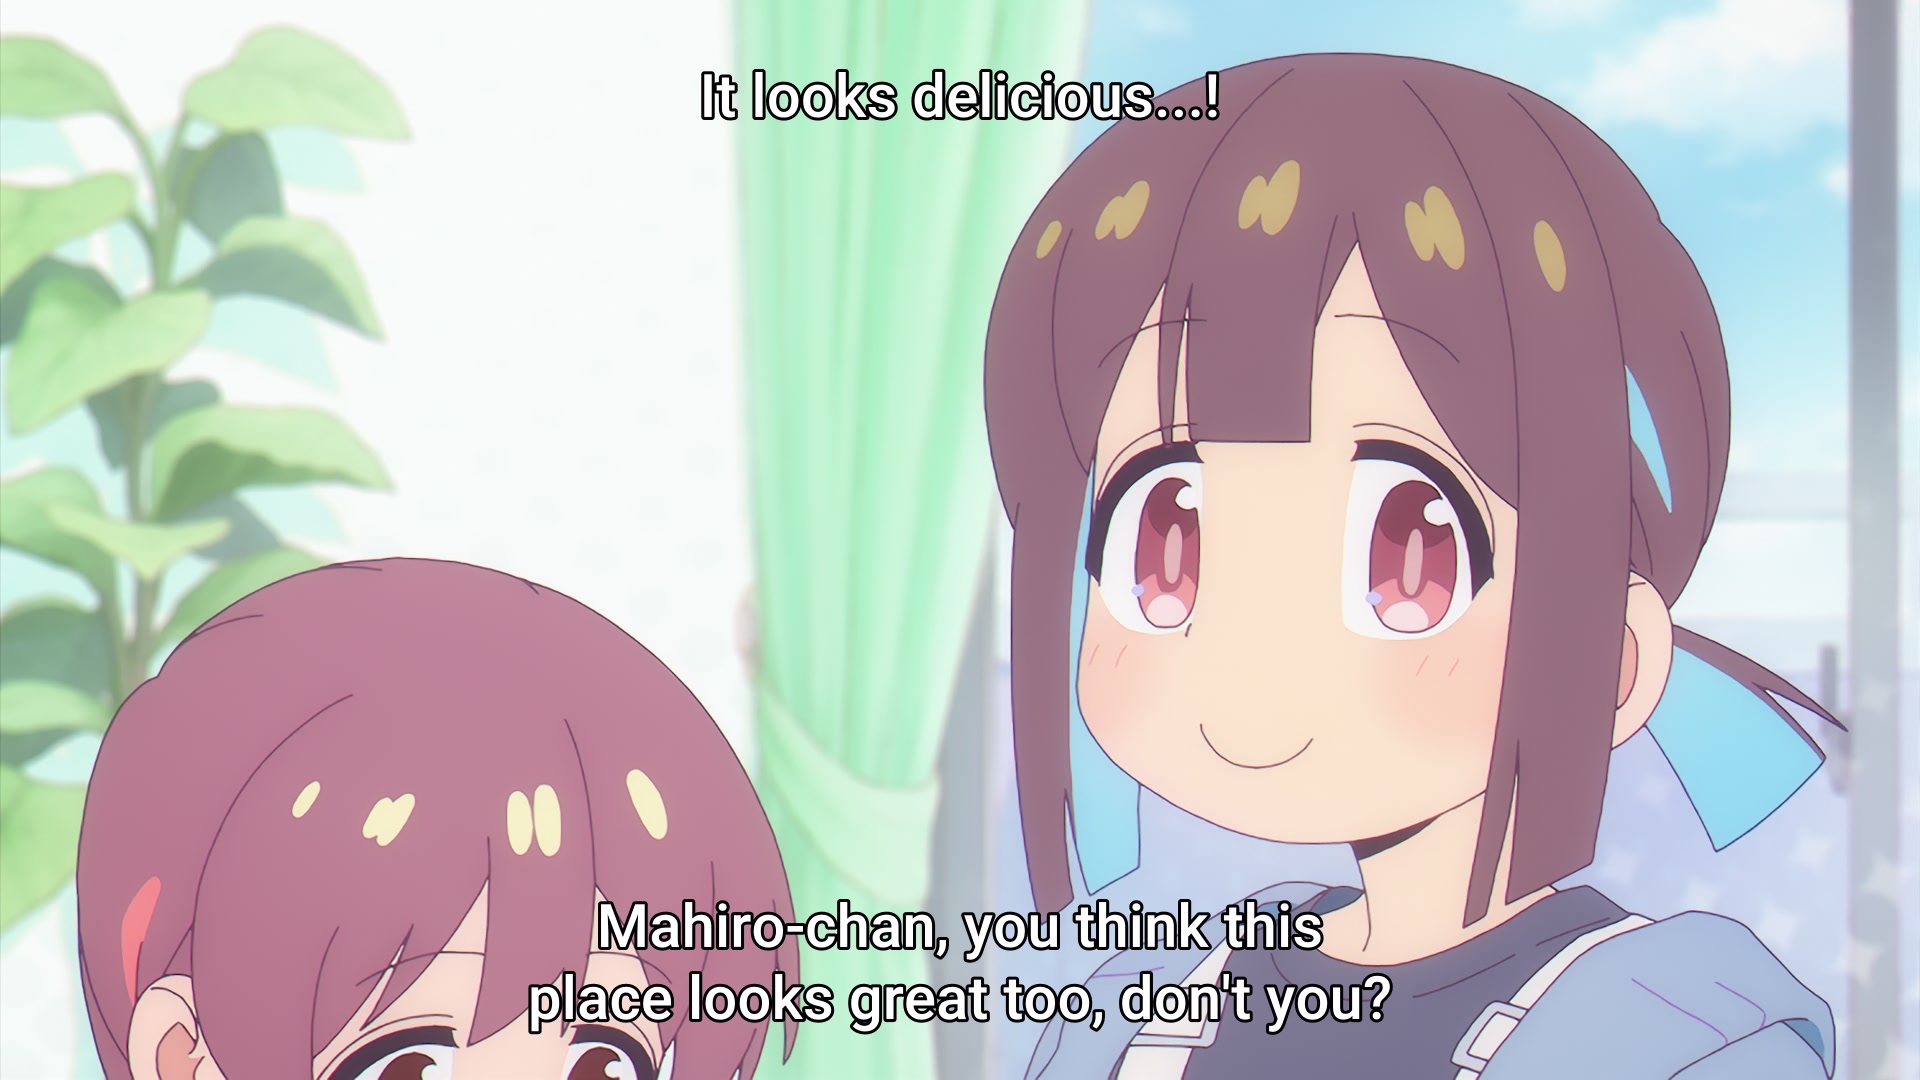 It looks delicious...!
Mahiro-chan, you think this
place looks great too, don't you?